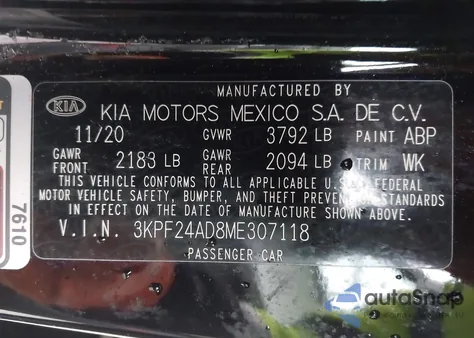 MANUFACTURED BY
KIA KIA MOTORS MEXICO S.A. DE C.V.
11/20 GVWR 3792 LB PAINT ABP
GAWR FRONT 2183 LB GAWR REAR 2094 LB TRIM WK
THIS VEHICLE CONFORMS TO ALL APPLICABLE U.S. FEDERAL
MOTOR VEHICLE SAFETY, BUMPER, AND THEFT PREVENTION STANDARDS
IN EFFECT ON THE DATE OF MANUFACTURE SHOWN ABOVE.
V.I.N. 3KPF24AD8ME307118
PASSENGER CAR
7610
autoSnap